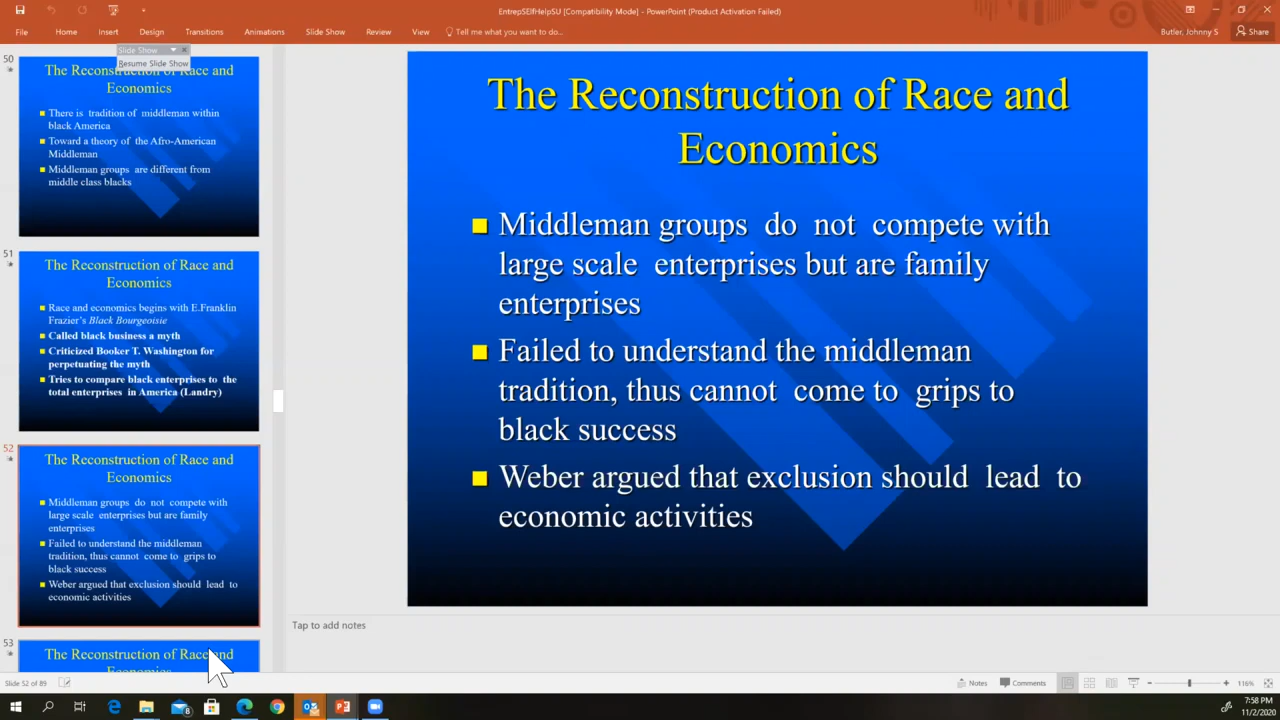 EntrepSElfHelpSU [Compatibility Mode] - PowerPoint (Product Activation Failed)
File Home Insert Design Transitions Animations Slide Show Review View Tell me what you want to do... Butler, Johnny S Share
Slide Show
Resume Slide Show
50
The Reconstruction of Race and
Economics
There is tradition of middleman within
black America
Toward a theory of the Afro-American
Middleman
Middleman groups are different from
middle class blacks
51
The Reconstruction of Race and
Economics
Race and economics begins with E.Franklin
Frazier's Black Bourgeoisie
Called black business a myth
Criticized Booker T. Washington for
perpetuating the myth
Tries to compare black enterprises to the
total enterprises in America (Landry)
52
The Reconstruction of Race and
Economics
Middleman groups do not compete with
large scale enterprises but are family
enterprises
Failed to understand the middleman
tradition, thus cannot come to grips to
black success
Weber argued that exclusion should lead to
economic activities
53
The Reconstruction of Race and
Economics
The Reconstruction of Race and
Economics
Middleman groups do not compete with
large scale enterprises but are family
enterprises
Failed to understand the middleman
tradition, thus cannot come to grips to
black success
Weber argued that exclusion should lead to
economic activities
Tap to add notes
Slide 52 of 89 Notes Comments 116%
8
7:58 PM
11/2/2020